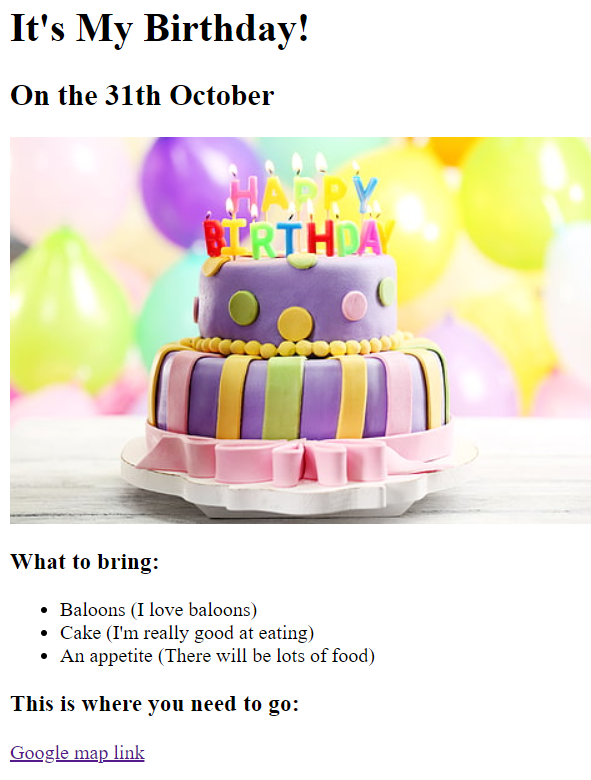 It's My Birthday!
On the 31th October
HAPPY
BIRTHDAY
What to bring:
Baloons (I love baloons)
Cake (I'm really good at eating)
An appetite (There will be lots of food)
This is where you need to go:
Google map link